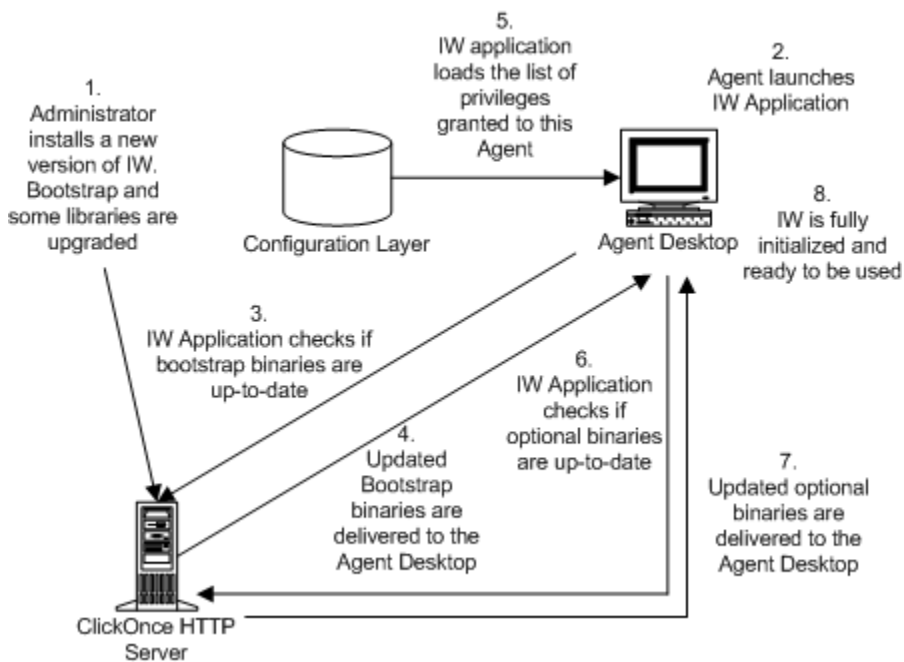 1.
Administrator
installs a new
version of IW.
Bootstrap and
some libraries are
upgraded
5.
IW application
loads the list of
privileges
granted to this
Agent
2.
Agent launches
IW Application
Configuration Layer
Agent Desktop
8.
IW is fully
initialized and
ready to be used
3.
IW Application checks if
bootstrap binaries are
up-to-date
4.
Updated
Bootstrap
binaries are
delivered to the
Agent Desktop
6.
IW Application
checks if
optional binaries
are up-to-date
7.
Updated optional
binaries are
delivered to the
Agent Desktop
ClickOnce HTTP
Server